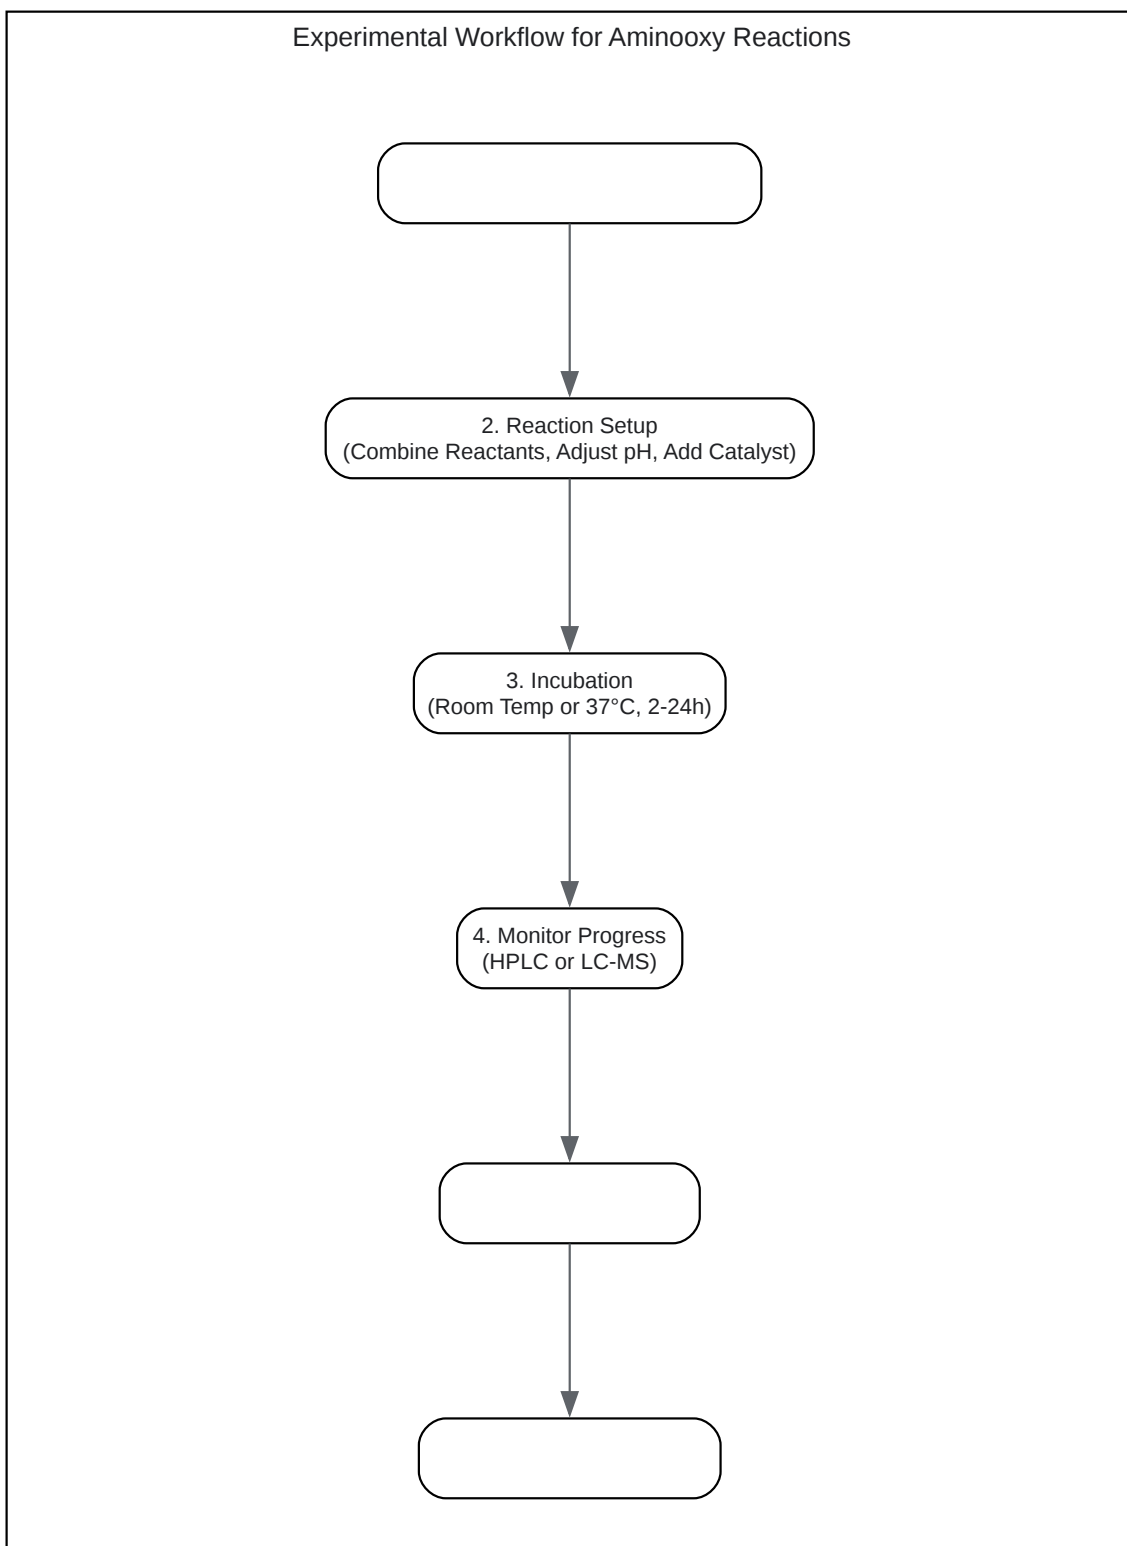 Experimental Workflow for Aminooxy Reactions
2. Reaction Setup
(Combine Reactants, Adjust pH, Add Catalyst)
3. Incubation
(Room Temp or 37°C, 2-24h)
4. Monitor Progress
(HPLC or LC-MS)